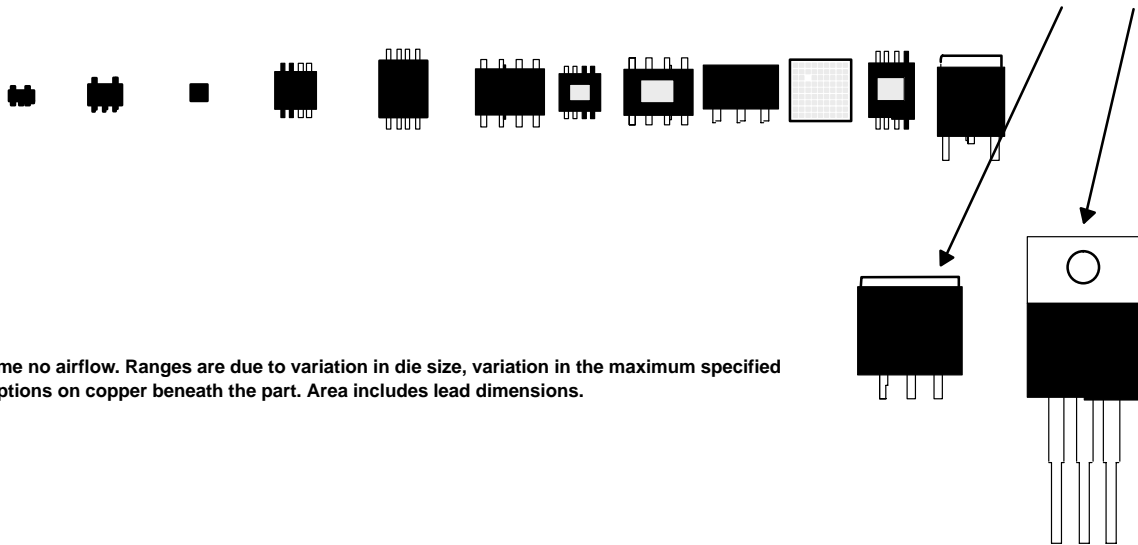 me no airflow. Ranges are due to variation in die size, variation in the maximum specified
ptions on copper beneath the part. Area includes lead dimensions.